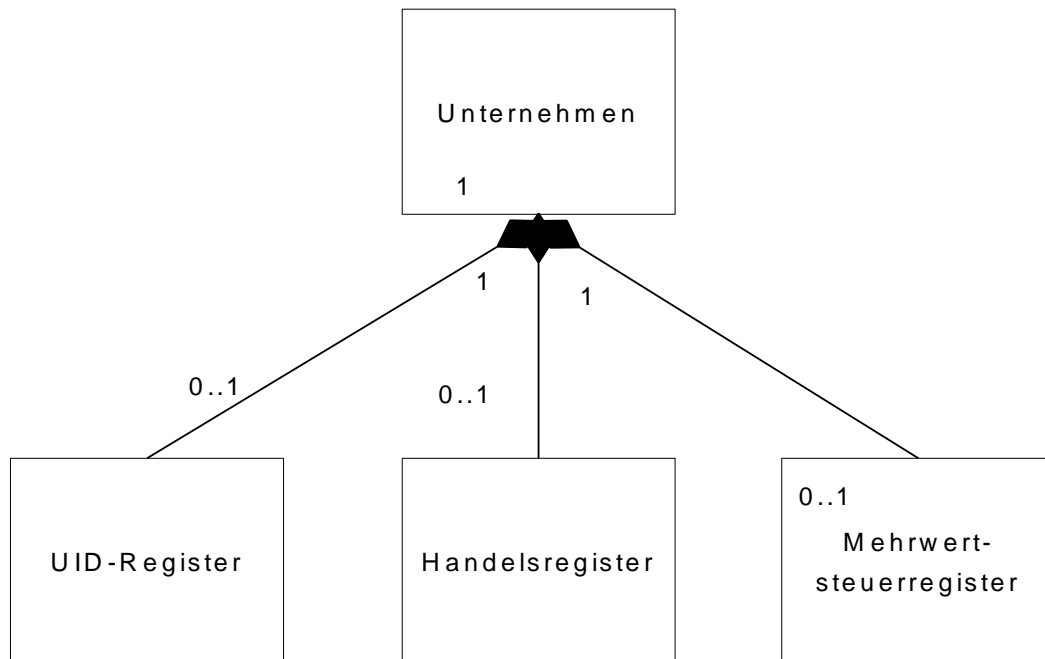 Unternehmen
1
1
1
0..1
0..1
UID-Register
Handelsregister
0..1
Mehrwert-
steuerregister